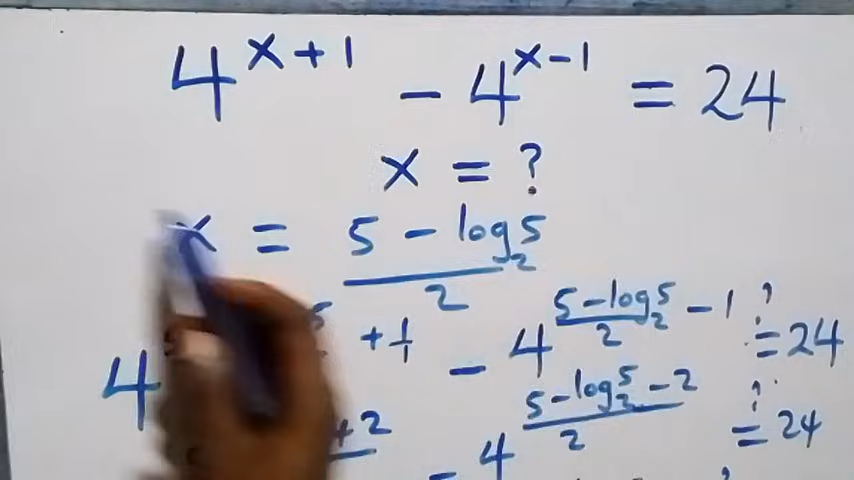 4^(x+1) - 4^(x-1) = 24
x = ?
x = (5 - log₂5)/2
4 +1 - 4^((5-log₂5)/2 - 1) ?= 24
+2 - 4^((5-log₂5-2)/2) ?= 24